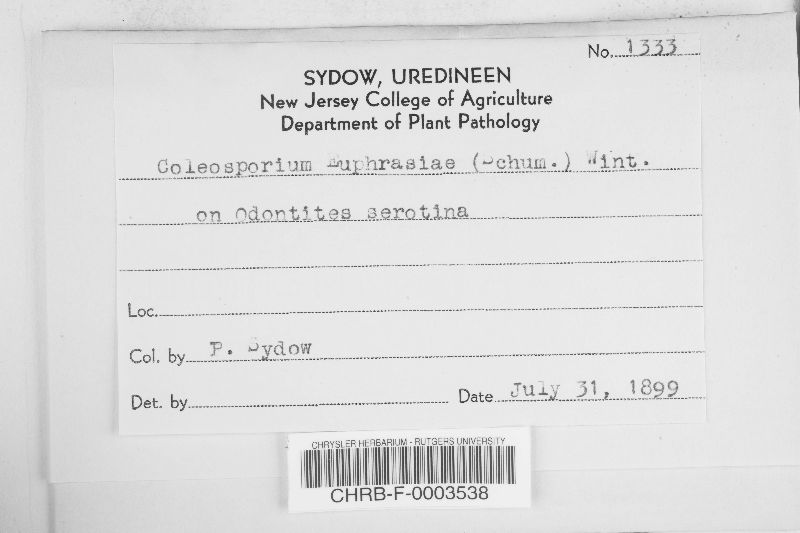 No. 1333
SYDOW, UREDINEEN
New Jersey College of Agriculture
Department of Plant Pathology
Coleosporium Euphrasiae (Schum.) Wint.
on Odontites serotina
Loc.
Col. by P. Sydow
Det. by Date July 31, 1899
CHRYSLER HERBARIUM - RUTGERS UNIVERSITY
CHRB-F-0003538